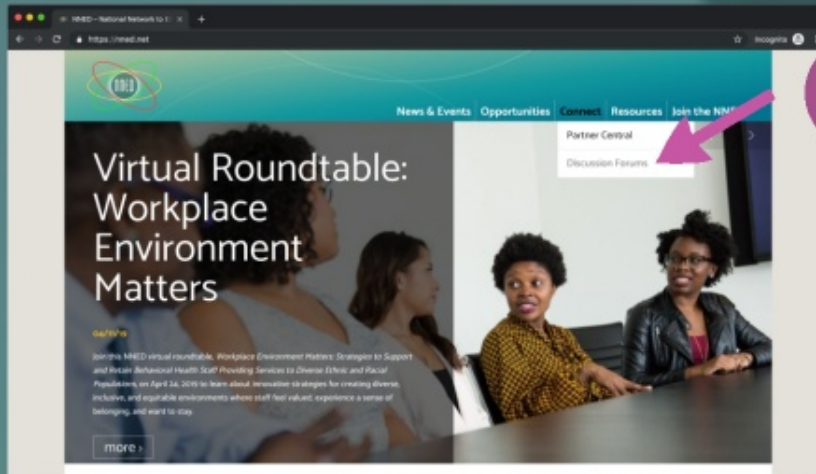 NNED – National Network to
https://nned.net
Incognito
NNED
News & Events Opportunities Connect Resources Join the NNE
Partner Central
Discussion Forums
Virtual Roundtable:
Workplace
Environment
Matters
Join this NNED virtual roundtable, Workplace Environment Matters: Strategies to Support
and Retain Behavioral Health Staff Providing Services to Diverse Ethnic and Racial
Populations, on April 24, 2019 to learn about innovative strategies for creating diverse,
inclusive, and equitable environments where staff feel valued, experience a sense of
belonging, and want to stay.
more ›